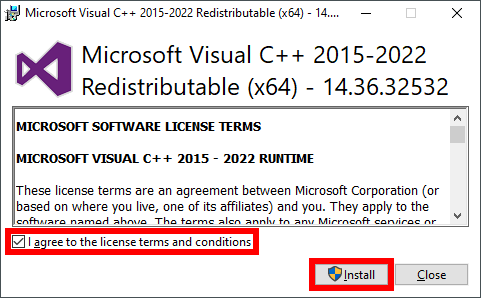 Microsoft Visual C++ 2015-2022 Redistributable (x64) - 14....
Microsoft Visual C++ 2015-2022
Redistributable (x64) - 14.36.32532
MICROSOFT SOFTWARE LICENSE TERMS
MICROSOFT VISUAL C++ 2015 - 2022 RUNTIME
These license terms are an agreement between Microsoft Corporation (or
based on where you live, one of its affiliates) and you. They apply to the
software named above. The terms also apply to any Microsoft services or
I agree to the license terms and conditions
Install
Close